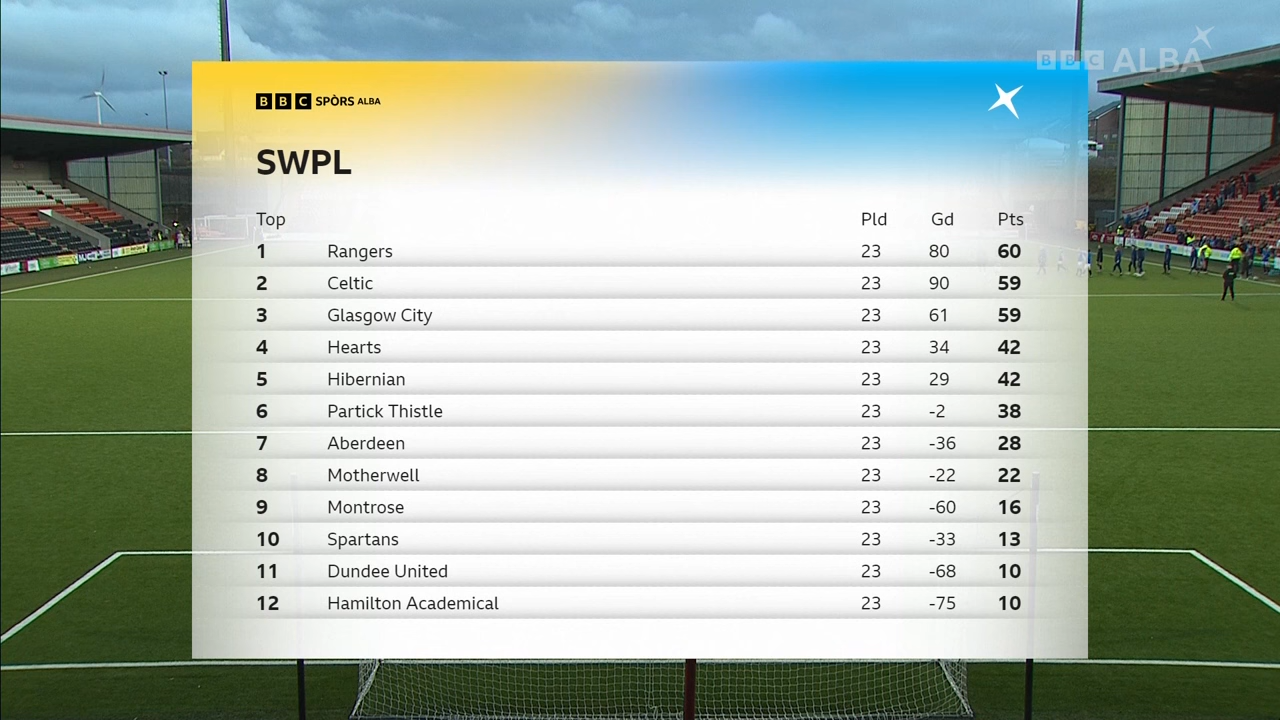 BBC ALBA
BBC SPÒRS ALBA
SWPL
Top Pld Gd Pts
1 Rangers 23 80 60
2 Celtic 23 90 59
3 Glasgow City 23 61 59
4 Hearts 23 34 42
5 Hibernian 23 29 42
6 Partick Thistle 23 -2 38
7 Aberdeen 23 -36 28
8 Motherwell 23 -22 22
9 Montrose 23 -60 16
10 Spartans 23 -33 13
11 Dundee United 23 -68 10
12 Hamilton Academical 23 -75 10